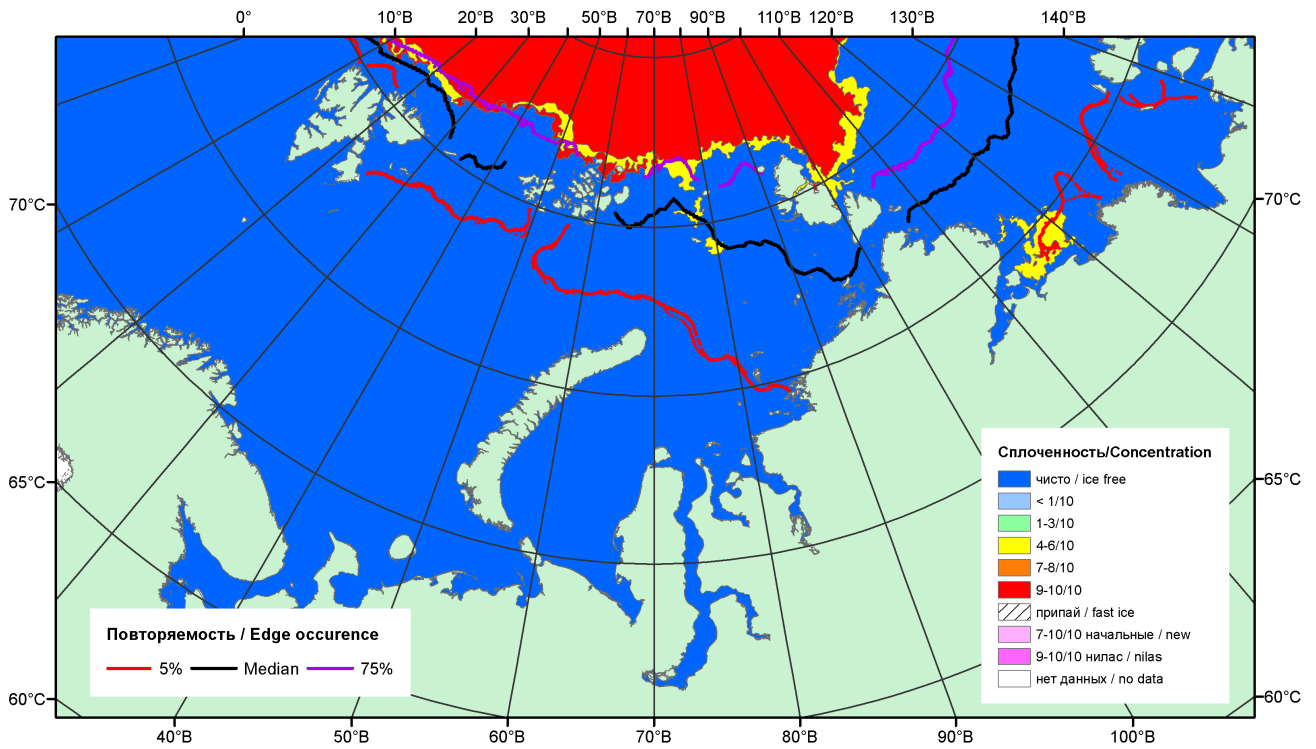 0° 10°В 20°В 30°В 50°В 70°В 90°В 110°В 120°В 130°В 140°В
70°С 70°С
65°С 65°С
60°С 60°С
Сплоченность/Concentration
чисто / ice free
< 1/10
1-3/10
4-6/10
7-8/10
9-10/10
припай / fast ice
7-10/10 начальные / new
9-10/10 нилас / nilas
нет данных / no data
Повторяемость / Edge occurence
5% Median 75%
40°В 50°В 60°В 70°В 80°В 90°В 100°В